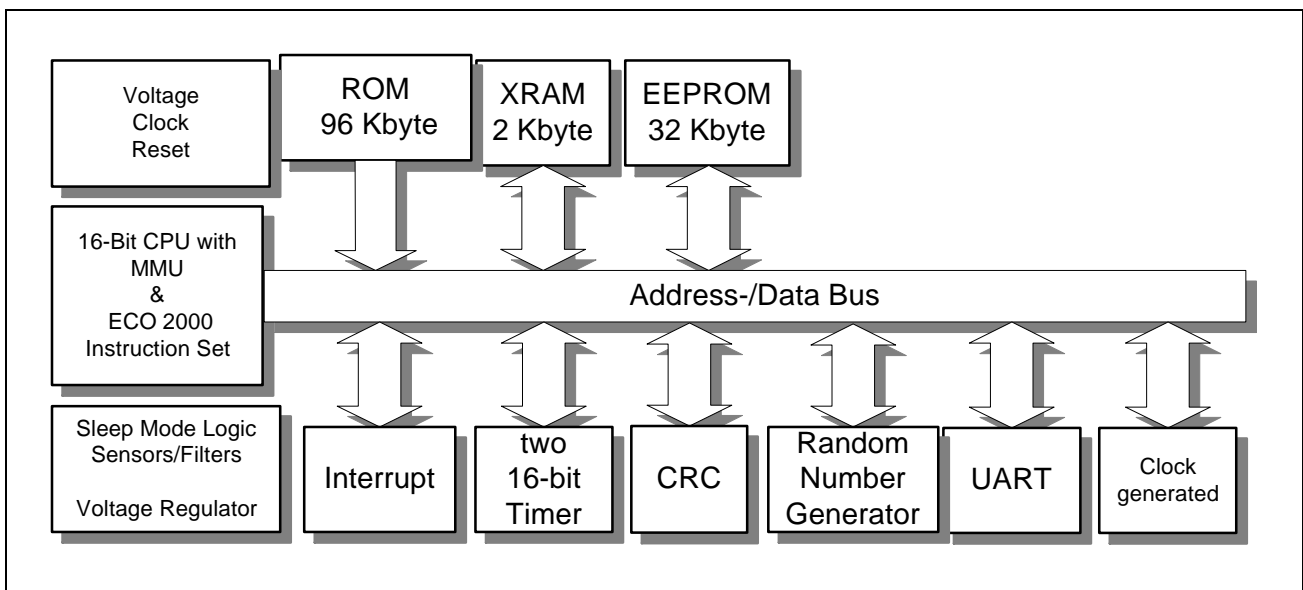 Voltage
Clock
Reset
ROM
96 Kbyte
XRAM
2 Kbyte
EEPROM
32 Kbyte
16-Bit CPU with
MMU
&
ECO 2000
Instruction Set
Address-/Data Bus
Sleep Mode Logic
Sensors/Filters
Voltage Regulator
Interrupt
two
16-bit
Timer
CRC
Random
Number
Generator
UART
Clock
generated